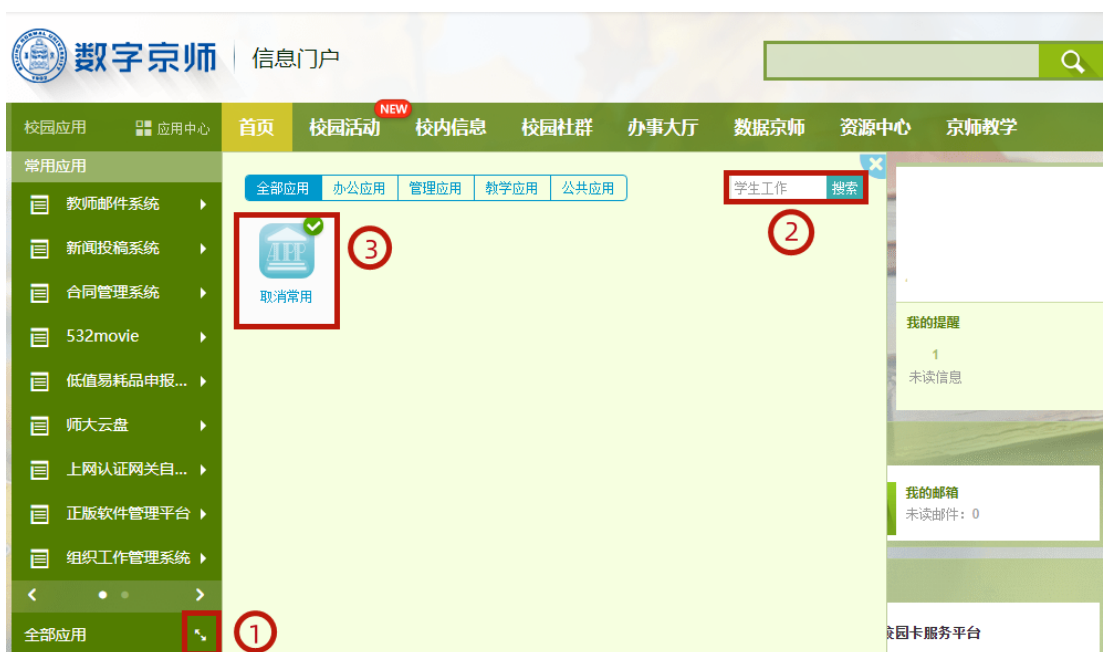 数字京师
信息门户
校园应用
应用中心
首页
校园活动
NEW
校内信息
校园社群
办事大厅
数据京师
资源中心
京师教学
常用应用
教师邮件系统
新闻投稿系统
合同管理系统
532movie
低值易耗品申报...
师大云盘
上网认证网关自...
正版软件管理平台
组织工作管理系统
全部应用
①
全部应用
办公应用
管理应用
教学应用
公共应用
学生工作
搜索
②
APP
取消常用
③
我的提醒
1
未读信息
我的邮箱
未读邮件：0
校园卡服务平台